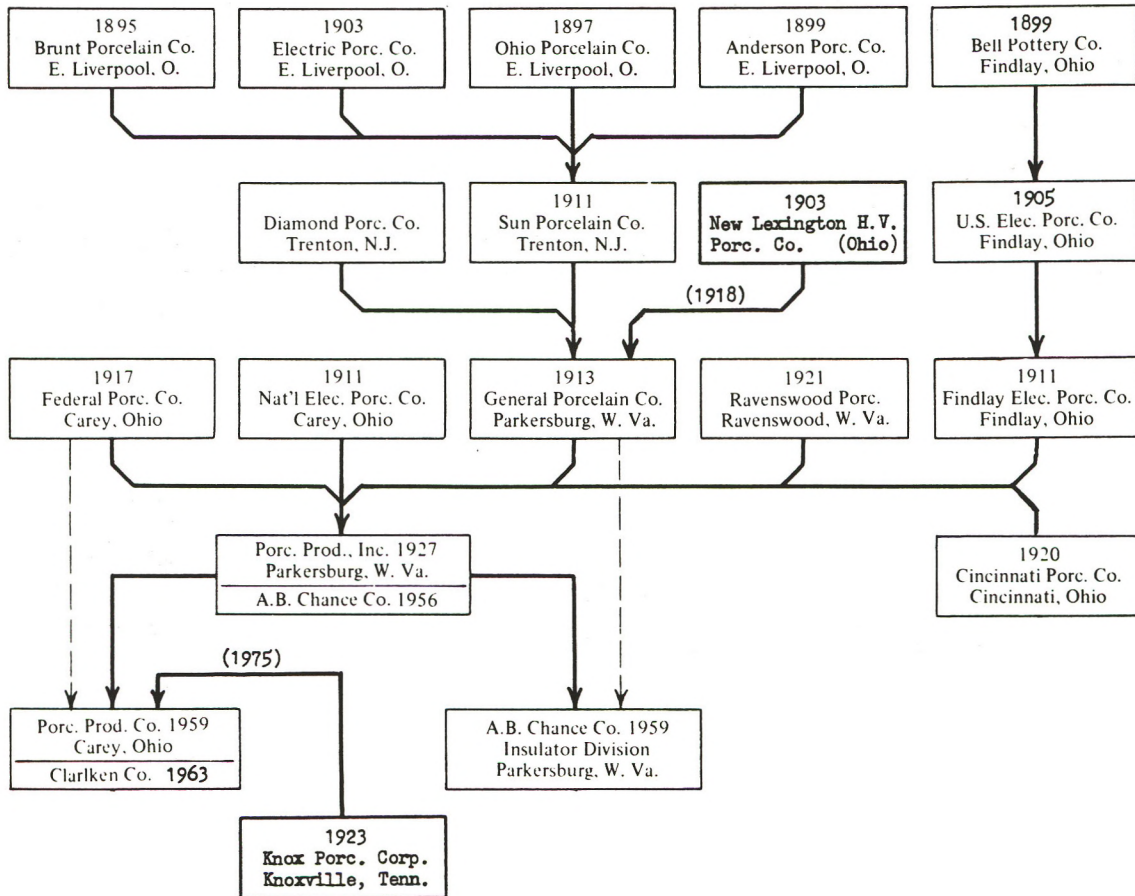 1895
Brunt Porcelain Co.
E. Liverpool, O.
1903
Electric Porc. Co.
E. Liverpool, O.
1897
Ohio Porcelain Co.
E. Liverpool, O.
1899
Anderson Porc. Co.
E. Liverpool, O.
1899
Bell Pottery Co.
Findlay, Ohio
Diamond Porc. Co.
Trenton, N.J.
1911
Sun Porcelain Co.
Trenton, N.J.
1903
New Lexington H.V.
Porc. Co. (Ohio)
1905
U.S. Elec. Porc. Co.
Findlay, Ohio
(1918)
1917
Federal Porc. Co.
Carey, Ohio
1911
Nat'l Elec. Porc. Co.
Carey, Ohio
1913
General Porcelain Co.
Parkersburg, W. Va.
1921
Ravenswood Porc.
Ravenswood, W. Va.
1911
Findlay Elec. Porc. Co.
Findlay, Ohio
Porc. Prod., Inc. 1927
Parkersburg, W. Va.
A.B. Chance Co. 1956
1920
Cincinnati Porc. Co.
Cincinnati, Ohio
(1975)
Porc. Prod. Co. 1959
Carey, Ohio
Clarlken Co. 1963
A.B. Chance Co. 1959
Insulator Division
Parkersburg, W. Va.
1923
Knox Porc. Corp.
Knoxville, Tenn.